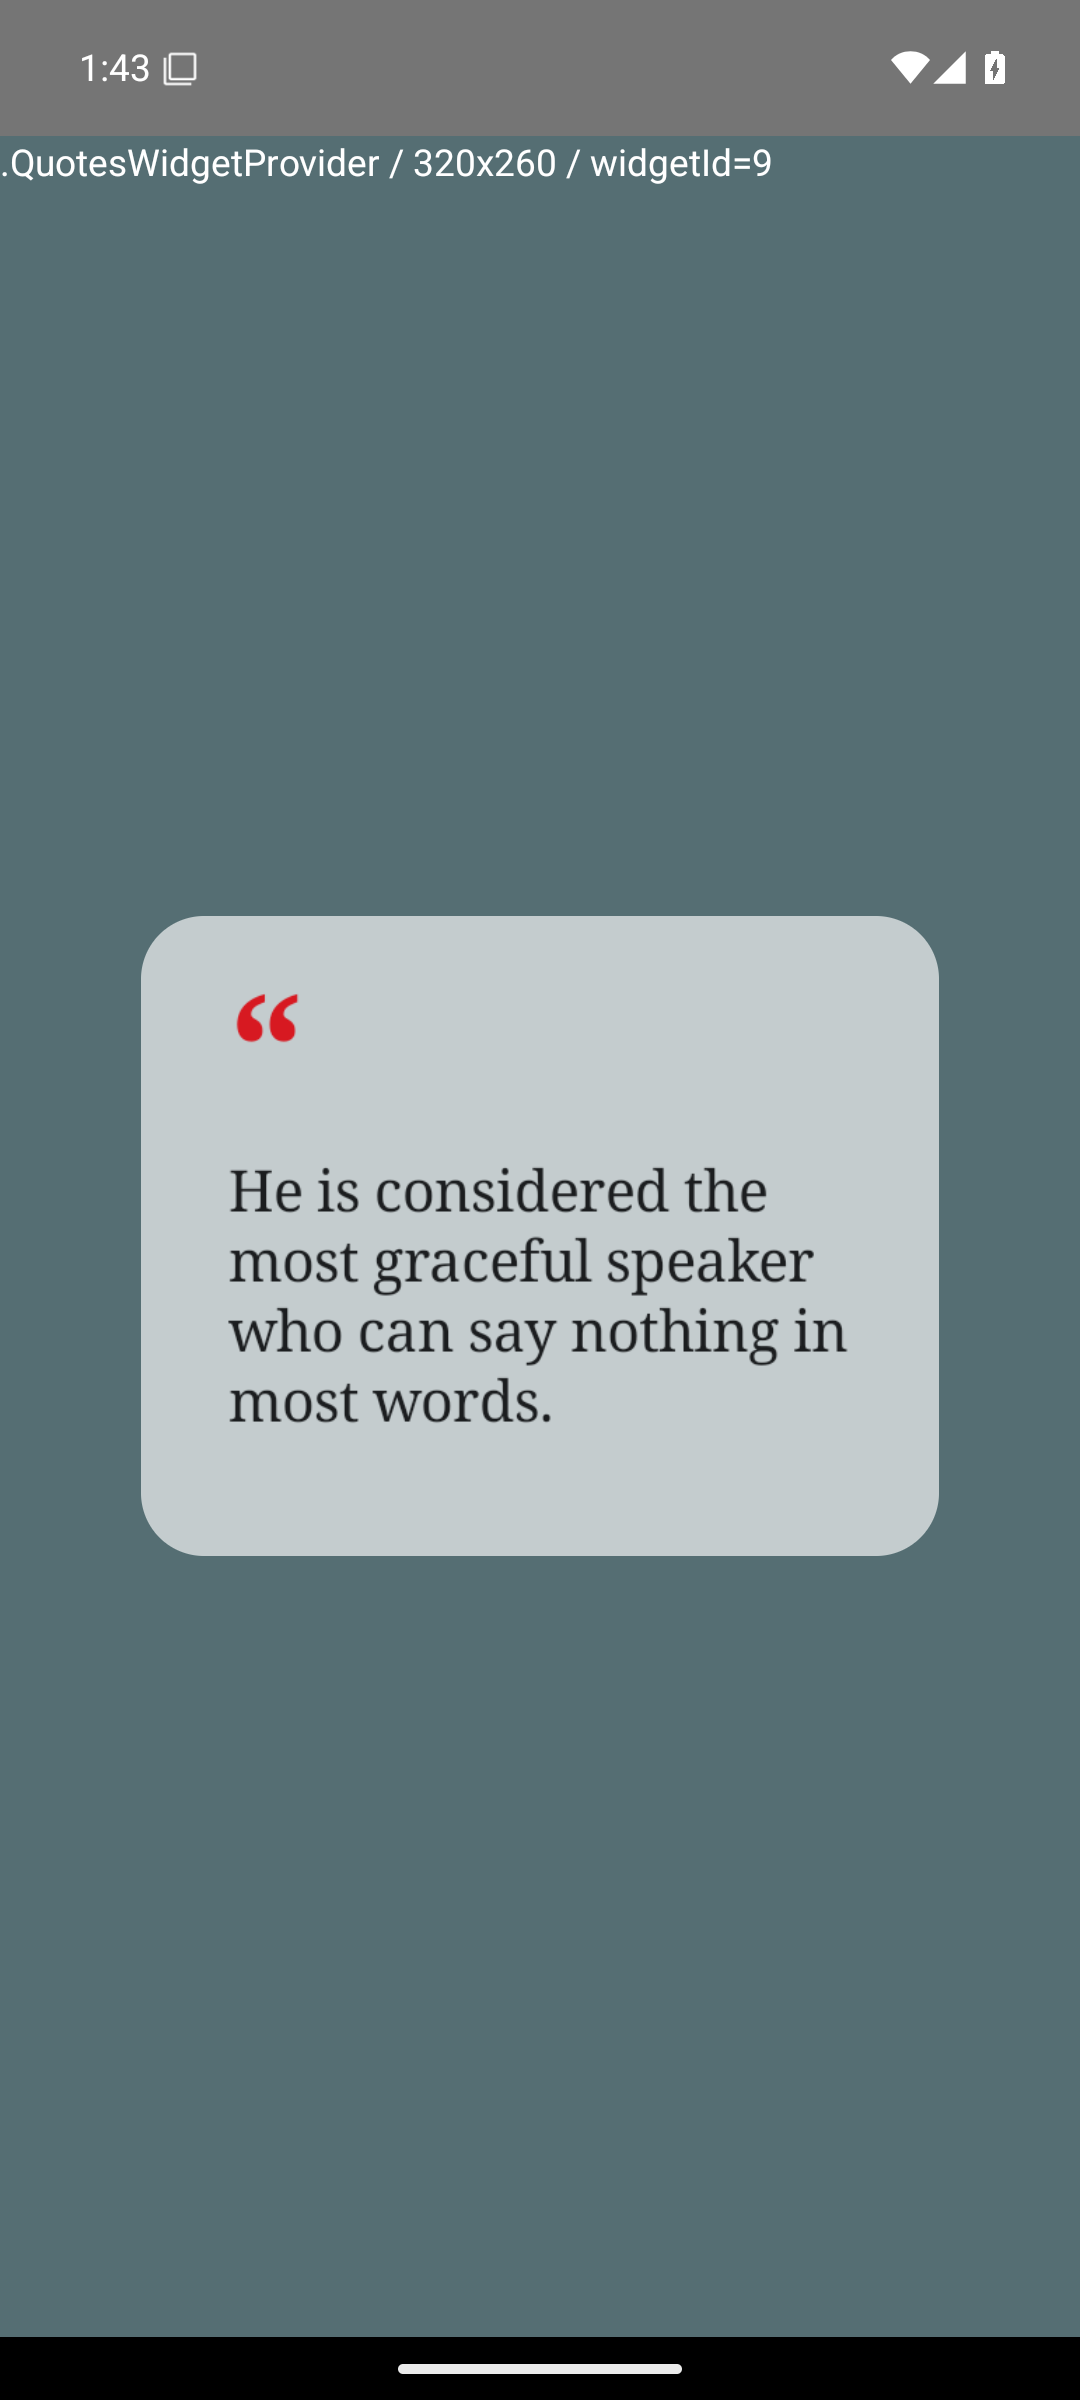 1:43
.QuotesWidgetProvider / 320x260 / widgetId=9
“
He is considered the
most graceful speaker
who can say nothing in
most words.